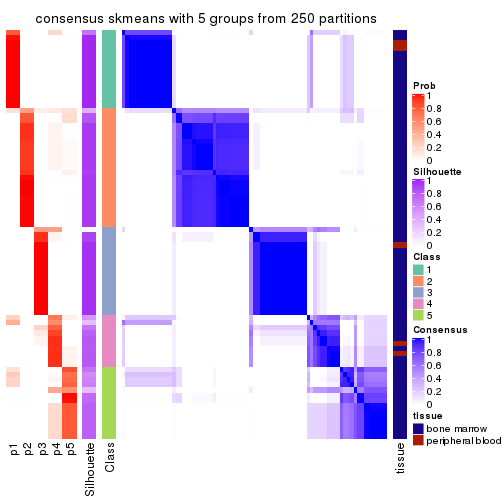 consensus skmeans with 5 groups from 250 partitions
Prob
1
0.8
0.6
0.4
0.2
0
Silhouette
1
0.8
0.6
0.4
0.2
0
Class
1
2
3
4
5
Consensus
1
0.8
0.6
0.4
0.2
0
tissue
bone marrow
peripheral blood
p1
p2
p3
p4
p5
Silhouette
Class
tissue